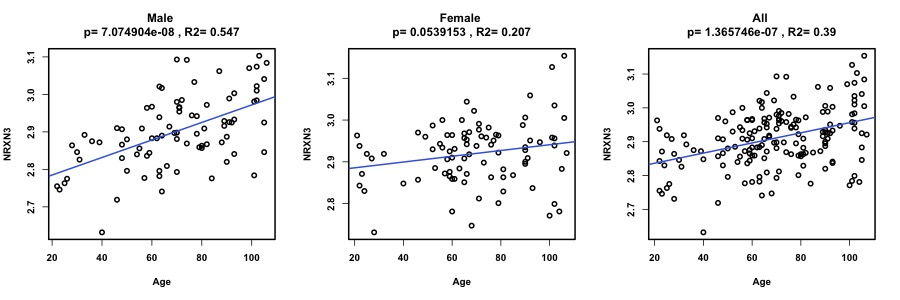 Male
p= 7.074904e-08 , R2= 0.547
NRXN3
3.1
3.0
2.9
2.8
2.7
20 40 60 80 100
Age
Female
p= 0.0539153 , R2= 0.207
NRXN3
3.1
3.0
2.9
2.8
20 40 60 80 100
Age
All
p= 1.365746e-07 , R2= 0.39
NRXN3
3.1
3.0
2.9
2.8
2.7
20 40 60 80 100
Age